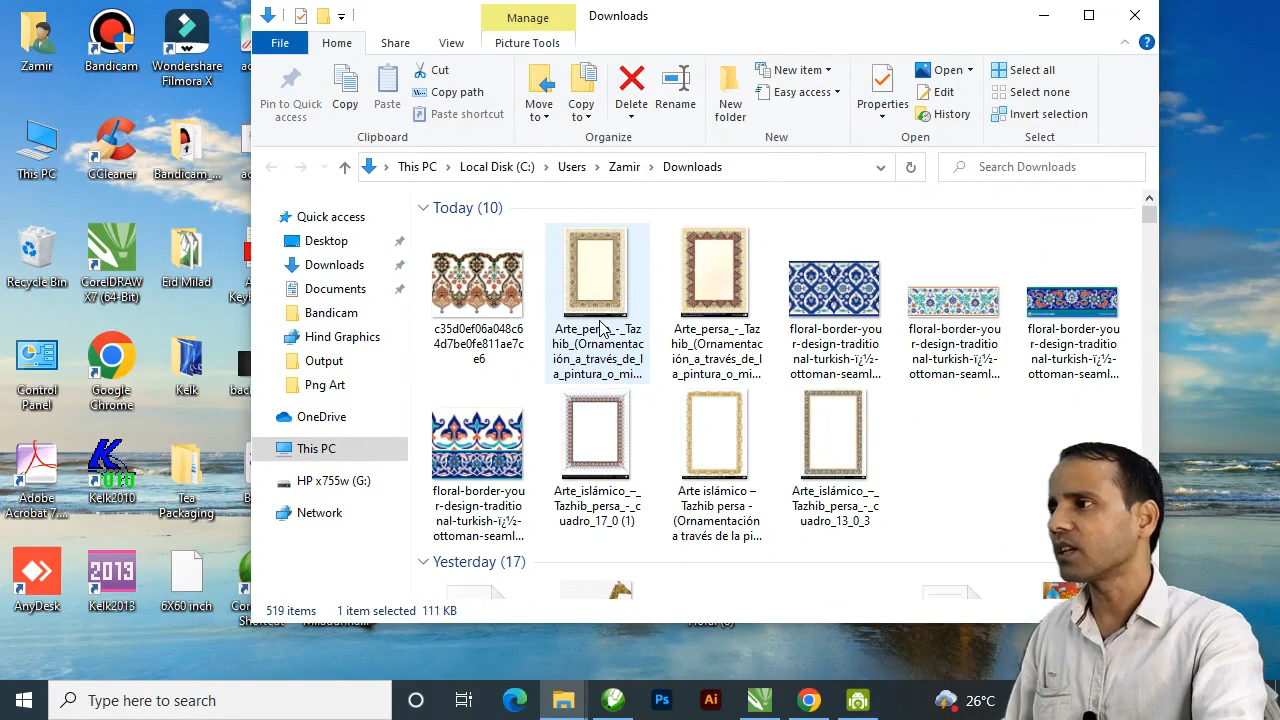 Manage
Downloads
File
Home
Share
View
Picture Tools
Pin to Quick
access
Copy
Paste
Cut
Copy path
Paste shortcut
Clipboard
Move
to
Copy
to
Delete
Rename
Organize
New
folder
New item
Easy access
New
Properties
Open
Edit
History
Open
Select all
Select none
Invert selection
Select
This PC
Local Disk (C:)
Users
Zamir
Downloads
Search Downloads
Quick access
Desktop
Downloads
Documents
Bandicam
Hind Graphics
Output
Png Art
OneDrive
This PC
HP x755w (G:)
Network
Today (10)
c35d0ef06a048c6
4d7be0fe811ae7c
e6
Arte_persa_-_Taz
hib_(Ornamentac
ión_a_través_de_l
a_pintura_o_mi...
Arte_persa_-_Taz
hib_(Ornamentac
ión_a_través_de_l
a_pintura_o_mi...
floral-border-you
r-design-traditio
nal-turkish-ï¿½-
ottoman-seaml...
floral-border-you
r-design-traditio
nal-turkish-ï¿½-
ottoman-seaml...
floral-border-you
r-design-traditio
nal-turkish-ï¿½-
ottoman-seaml...
floral-border-you
r-design-traditio
nal-turkish-ï¿½-
ottoman-seaml...
Arte_islámico_–_
Tazhib_persa_-_c
uadro_17_0 (1)
Arte islámico –
Tazhib persa -
(Ornamentación
a través de la pi...
Arte_islámico_–_
Tazhib_persa_-_c
uadro_13_0_3
Yesterday (17)
519 items
1 item selected 111 KB
Zamir
Bandicam
Wondershare
Filmora X
This PC
CCleaner
Bandicam_...
Recycle Bin
CorelDRAW
X7 (64-Bit)
Eid Milad
Control
Panel
Google
Chrome
Kelk
Adobe
Acrobat 7....
Kelk2010
Tea
Packaging
AnyDesk
2013
Kelk2013
6X60 inch
Type here to search
Ps
Ai
26°C